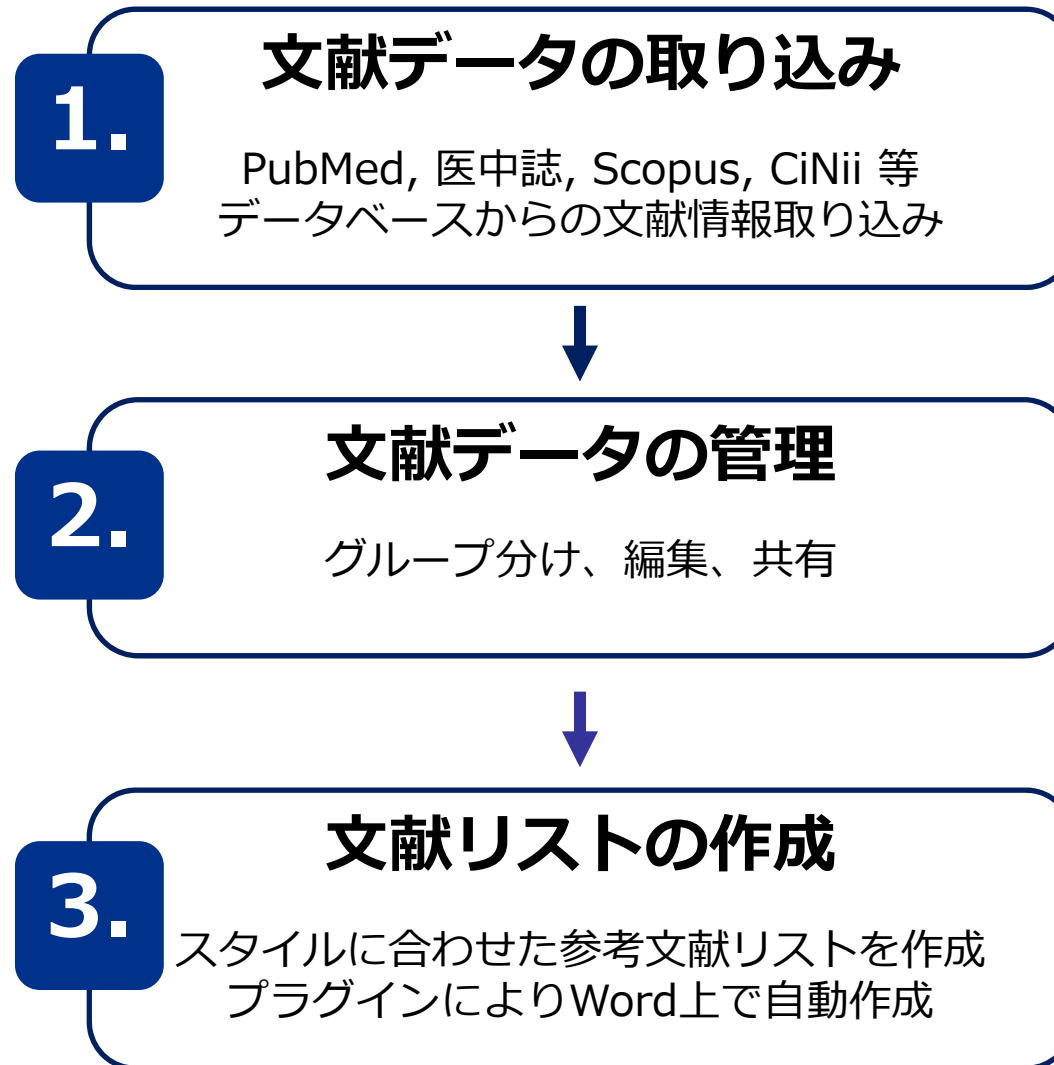 1.
文献データの取り込み
PubMed, 医中誌, Scopus, CiNii 等
データベースからの文献情報取り込み
2.
文献データの管理
グループ分け、編集、共有
3.
文献リストの作成
スタイルに合わせた参考文献リストを作成
プラグインによりWord上で自動作成